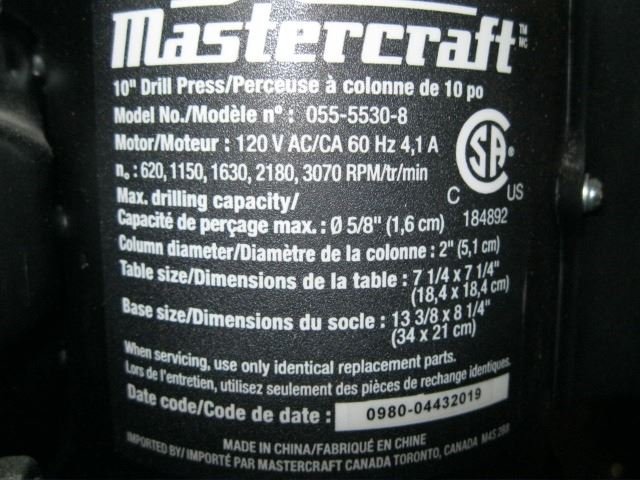 Mastercraft TM MC
10" Drill Press/Perceuse à colonne de 10 po
Model No./Modèle n° : 055-5530-8
Motor/Moteur : 120 V AC/CA 60 Hz 4,1 A
n₀ : 620, 1150, 1630, 2180, 3070 RPM/tr/min
Max. drilling capacity/
Capacité de perçage max. : Ø 5/8" (1,6 cm)
Column diameter/Diamètre de la colonne : 2" (5,1 cm)
Table size/Dimensions de la table : 7 1/4 x 7 1/4"
(18,4 x 18,4 cm)
Base size/Dimensions du socle : 13 3/8 x 8 1/4"
(34 x 21 cm)
When servicing, use only identical replacement parts.
Lors de l'entretien, utilisez seulement des pièces de rechange identiques.
Date code/Code de date : 0980-04432019
MADE IN CHINA/FABRIQUÉ EN CHINE
IMPORTED BY/ IMPORTÉ PAR MASTERCRAFT CANADA TORONTO, CANADA M4S 2B8
CSA
C US
184892